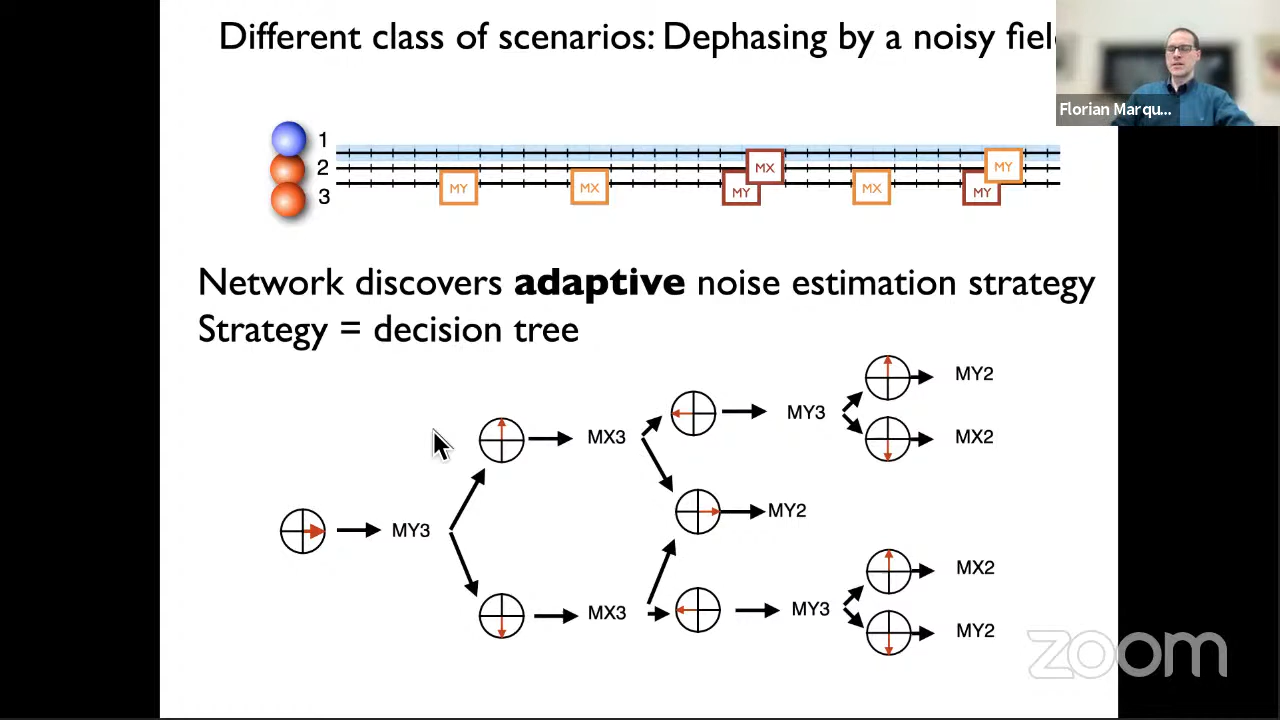 Different class of scenarios: Dephasing by a noisy fiel
Florian Marqu...
1
2
3
MY
MX
MX
MY
MX
MY
MY
Network discovers adaptive noise estimation strategy
Strategy = decision tree
MY2
MY3
MX3
MX2
MY3
MY2
MX2
MX3
MY3
MY2
zoom